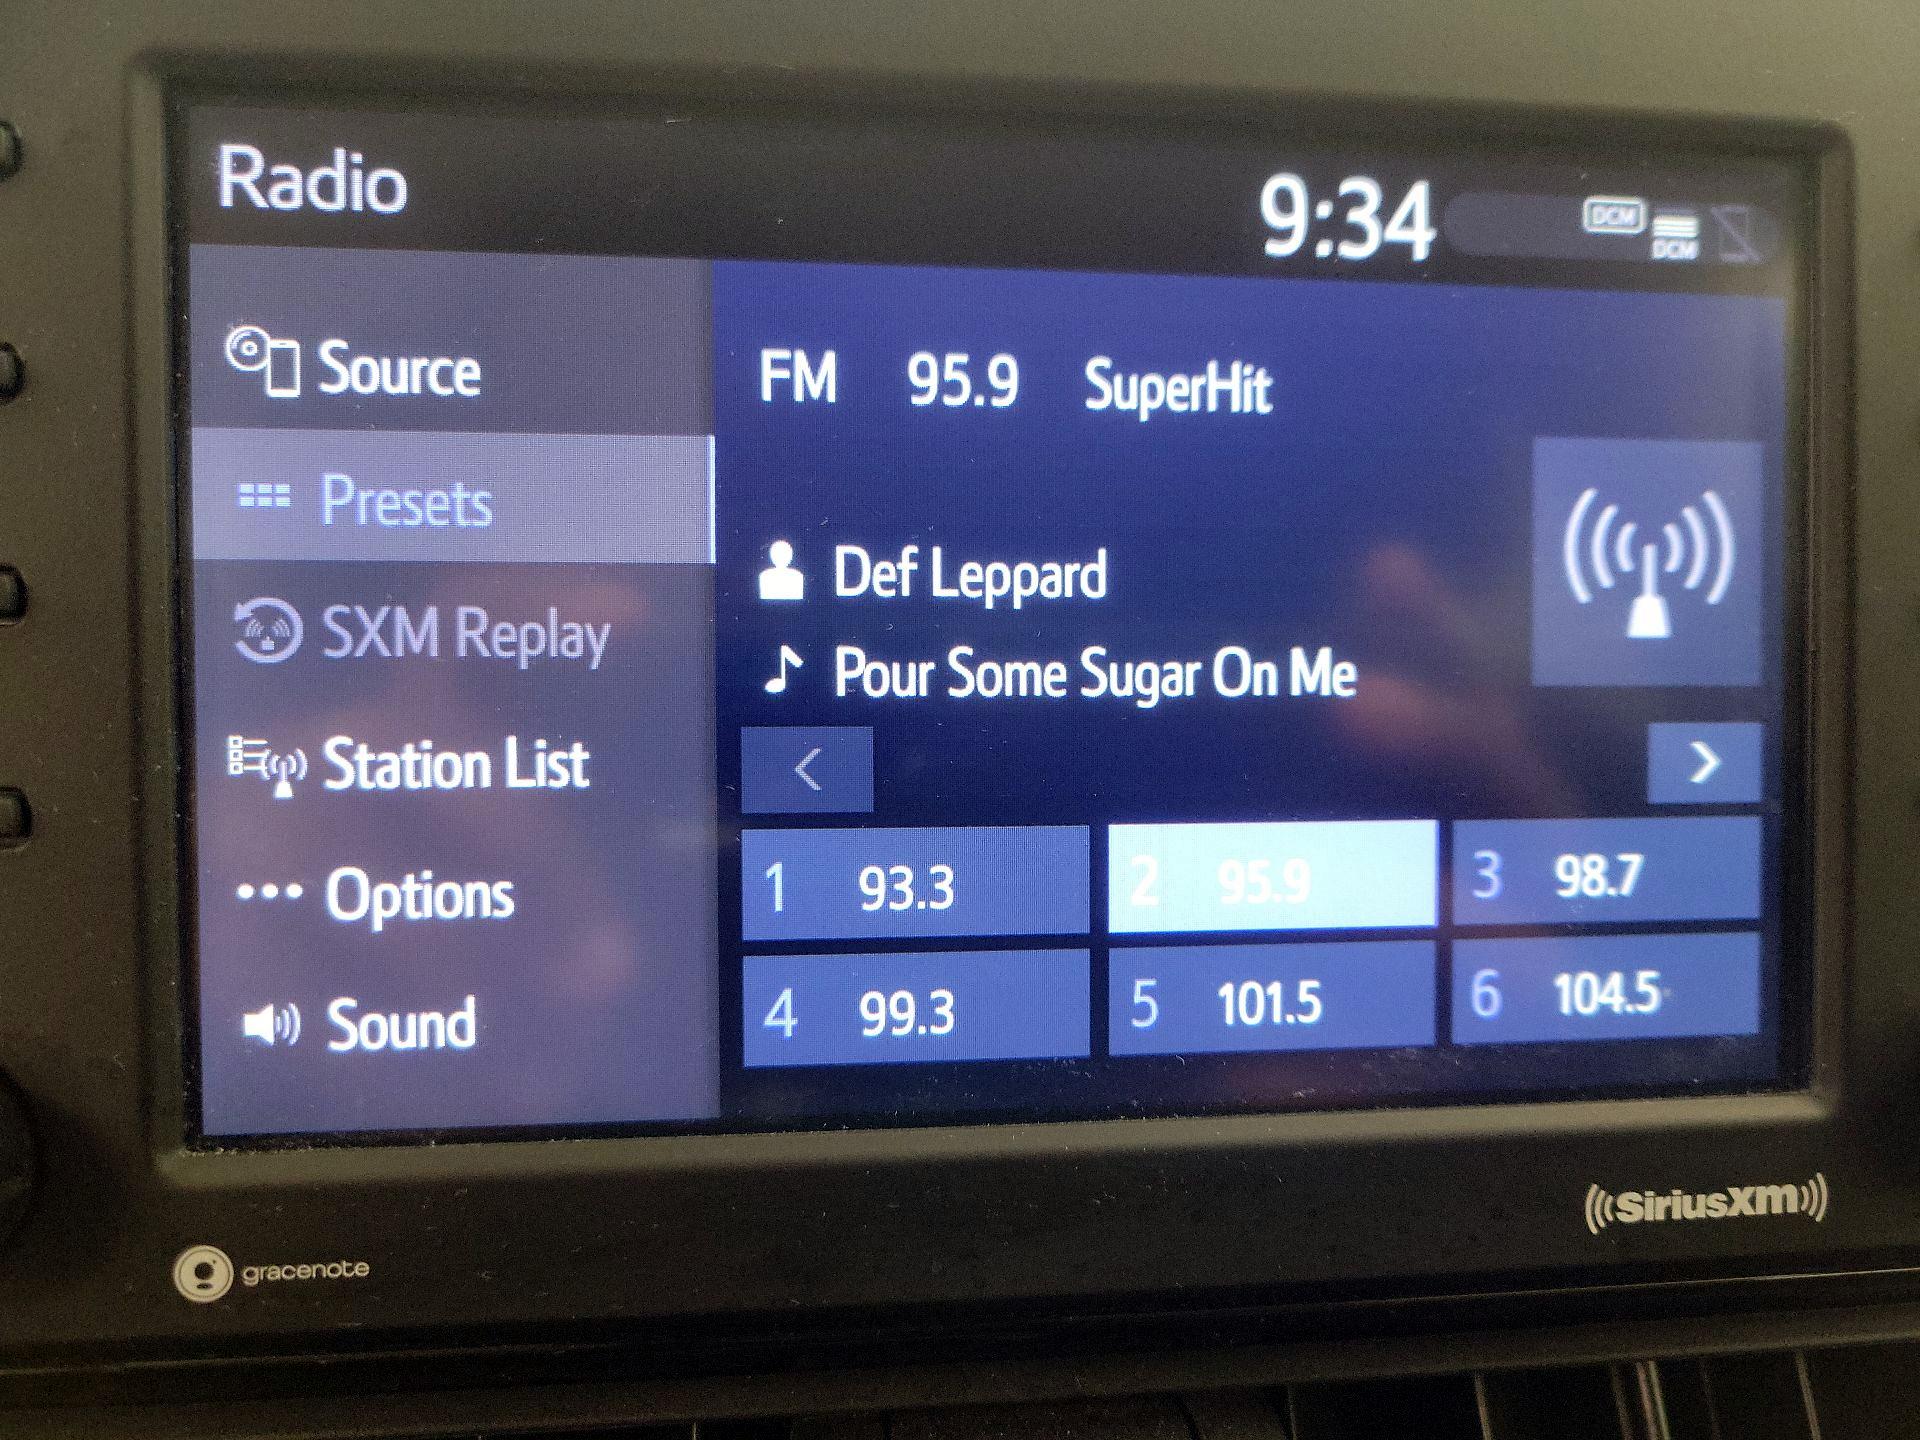 Radio
9:34
DCM
DCM
Source
Presets
SXM Replay
Station List
Options
Sound
FM 95.9 SuperHit
Def Leppard
Pour Some Sugar On Me
1 93.3
2 95.9
3 98.7
4 99.3
5 101.5
6 104.5
gracenote
SiriusXM